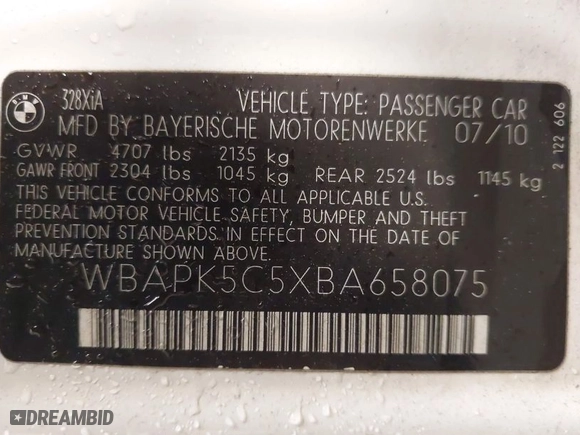 BMW
328XiA
VEHICLE TYPE: PASSENGER CAR
MFD BY BAYERISCHE MOTORENWERKE 07/10
GVWR 4707 lbs 2135 kg
GAWR FRONT 2304 lbs 1045 kg REAR 2524 lbs 1145 kg
THIS VEHICLE CONFORMS TO ALL APPLICABLE U.S.
FEDERAL MOTOR VEHICLE SAFETY, BUMPER AND THEFT
PREVENTION STANDARDS IN EFFECT ON THE DATE OF
MANUFACTURE SHOWN ABOVE:
WBAPK5C5XBA658075
2 122 606
DREAMBID